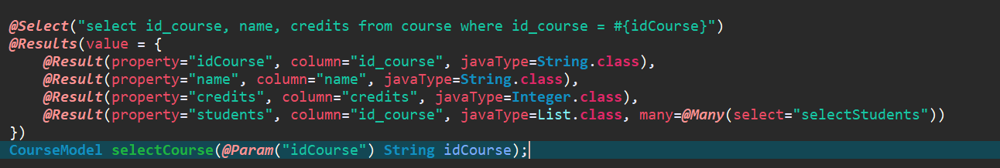 @Select("select id_course, name, credits from course where id_course = #{idCourse}")
@Results(value = {
    @Result(property="idCourse", column="id_course", javaType=String.class),
    @Result(property="name", column="name", javaType=String.class),
    @Result(property="credits", column="credits", javaType=Integer.class),
    @Result(property="students", column="id_course", javaType=List.class, many=@Many(select="selectStudents"))
})
CourseModel selectCourse(@Param("idCourse") String idCourse);